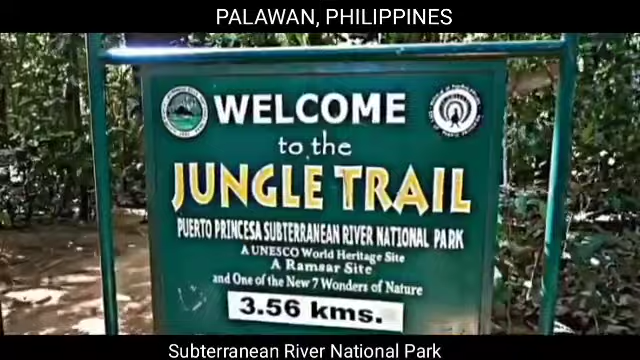 PALAWAN, PHILIPPINES
WELCOME
to the
JUNGLE TRAIL
PUERTO PRINCESA SUBTERRANEAN RIVER NATIONAL PARK
A UNESCO World Heritage Site
A Ramsar Site
and One of the New 7 Wonders of Nature
3.56 kms.
Subterranean River National Park